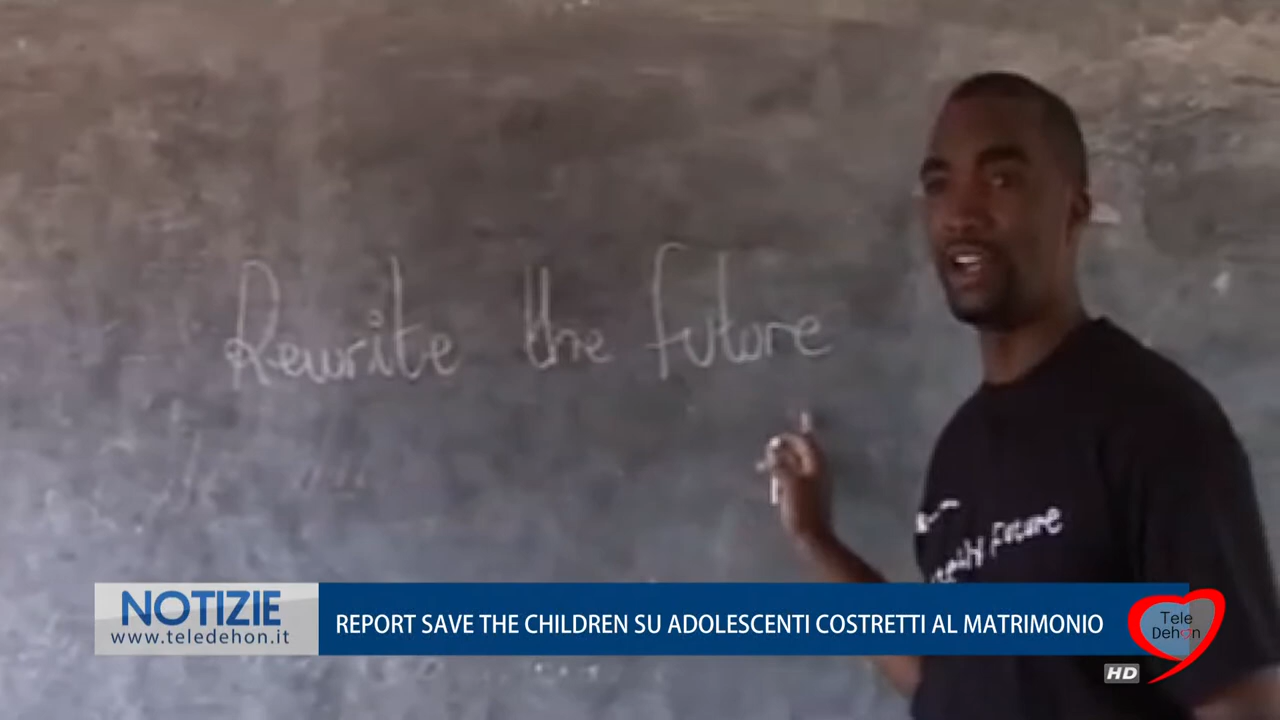 Rewrite the future
future
NOTIZIE
www.teledehon.it
REPORT SAVE THE CHILDREN SU ADOLESCENTI COSTRETTI AL MATRIMONIO
Tele
Dehon
HD